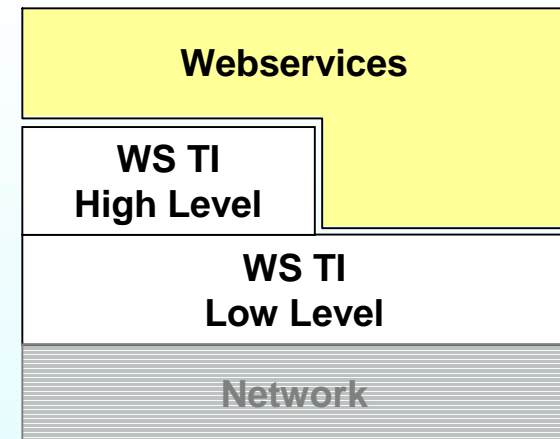 Webservices
WS TI
High Level
WS TI
Low Level
Network